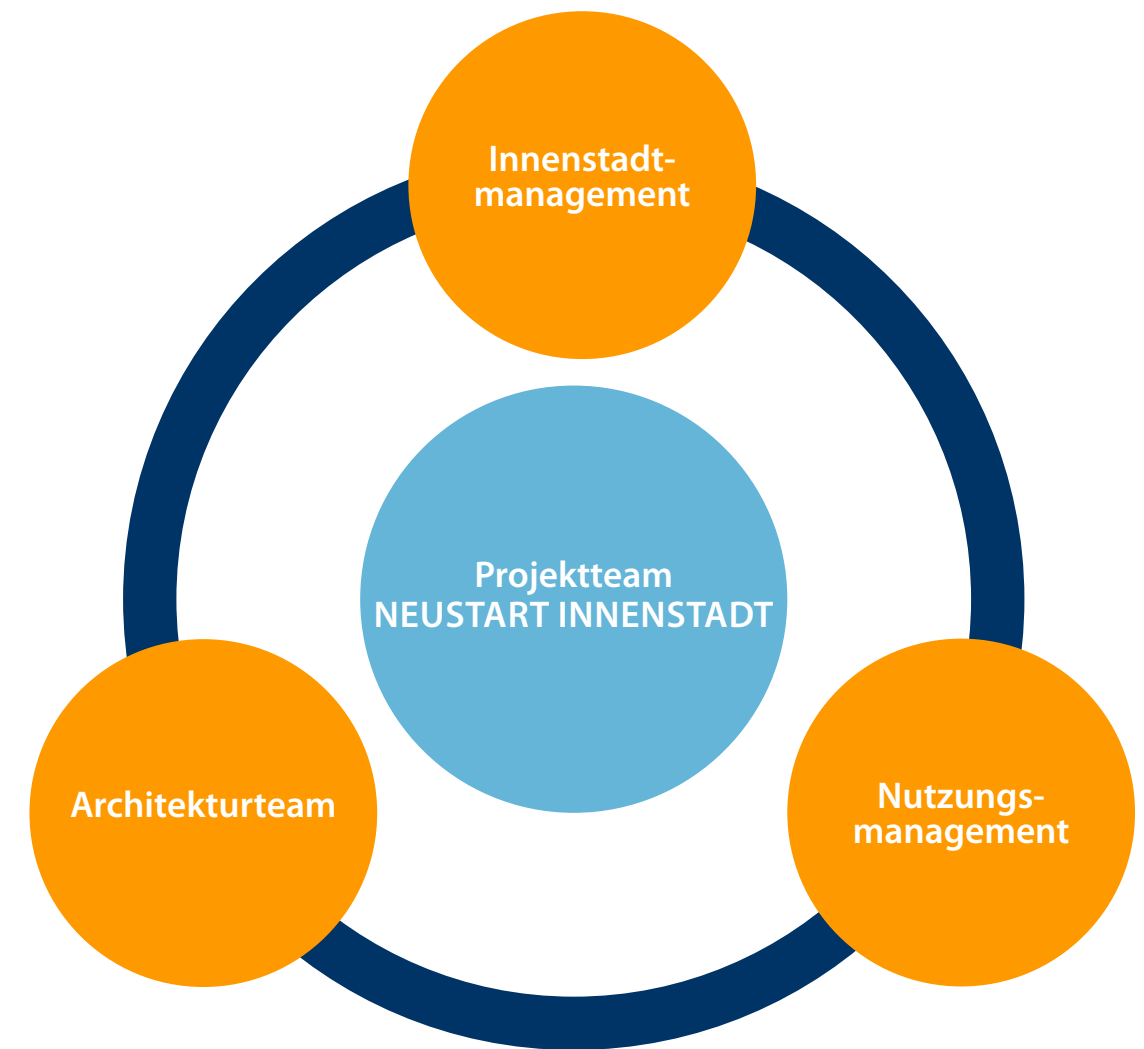 Innenstadt-
management
Projektteam
NEUSTART INNENSTADT
Architekturteam
Nutzungs-
management